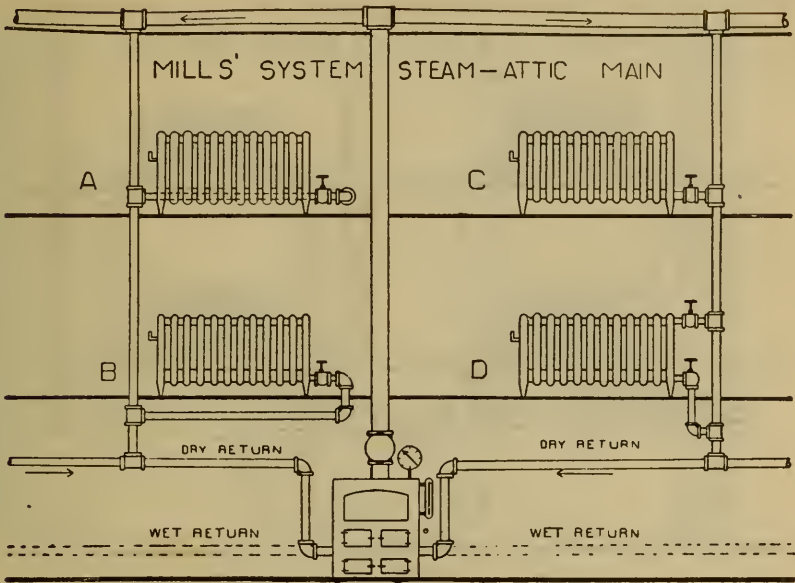 MILLS' SYSTEM STEAM-ATTIC MAIN
A
C
B
D
DRY RETURN
DRY RETURN
WET RETURN
WET RETURN